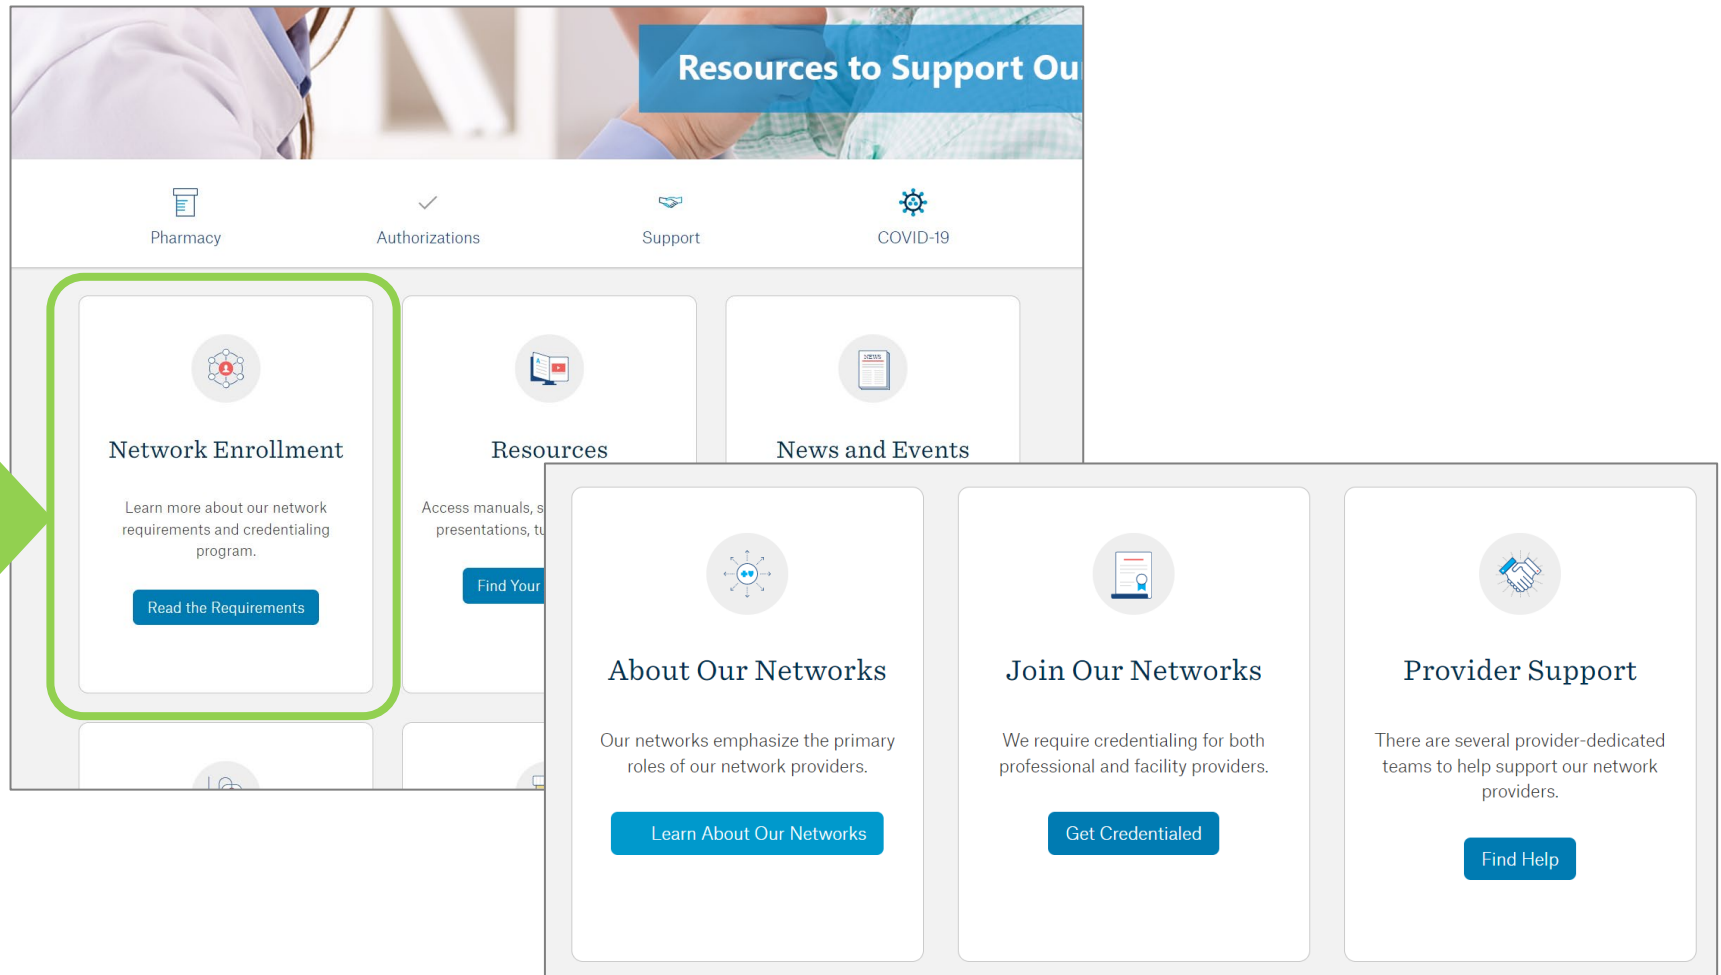 Resources to Support Ou
Pharmacy
Authorizations
Support
COVID-19
Network Enrollment
Learn more about our network
requirements and credentialing
program.
Read the Requirements
Resources
Access manuals, s
presentations, tu
Find Your
NEWS
News and Events
About Our Networks
Our networks emphasize the primary
roles of our network providers.
Learn About Our Networks
Join Our Networks
We require credentialing for both
professional and facility providers.
Get Credentialed
Provider Support
There are several provider-dedicated
teams to help support our network
providers.
Find Help